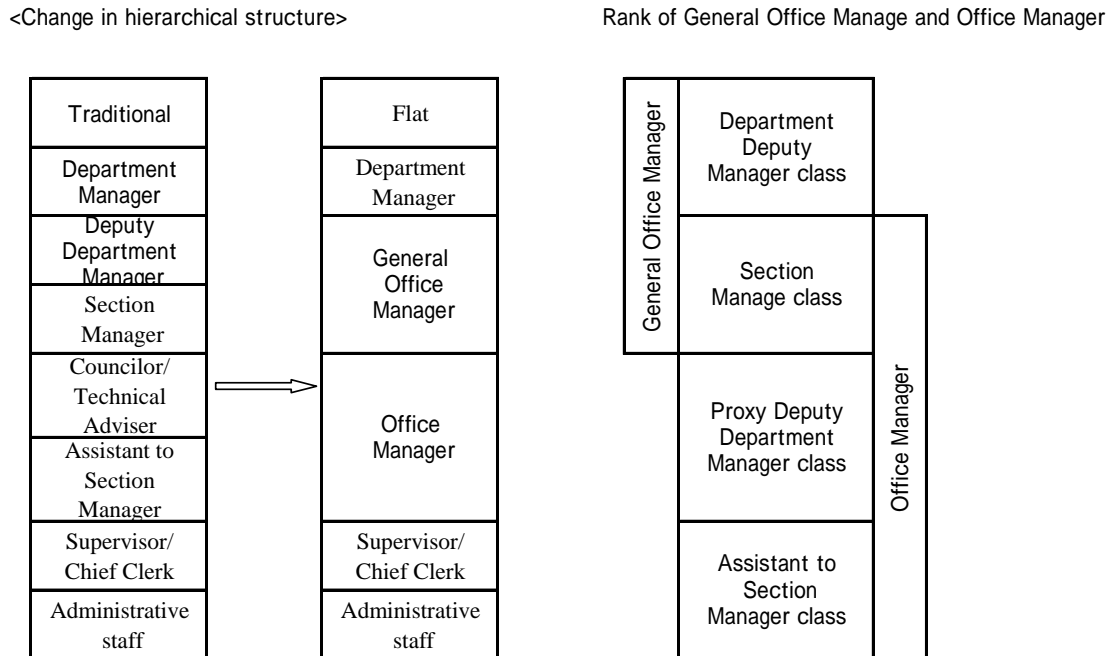 <Change in hierarchical structure>
Rank of General Office Manage and Office Manager
Traditional
Department
Manager
Deputy
Department
Manager
Section
Manager
Councilor/
Technical
Adviser
Assistant to
Section
Manager
Supervisor/
Chief Clerk
Administrative
staff
Flat
Department
Manager
General
Office
Manager
Office
Manager
Supervisor/
Chief Clerk
Administrative
staff
General Office Manager
Department
Deputy
Manager class
Section
Manage class
Proxy Deputy
Department
Manager class
Assistant to
Section
Manager class
Office Manager